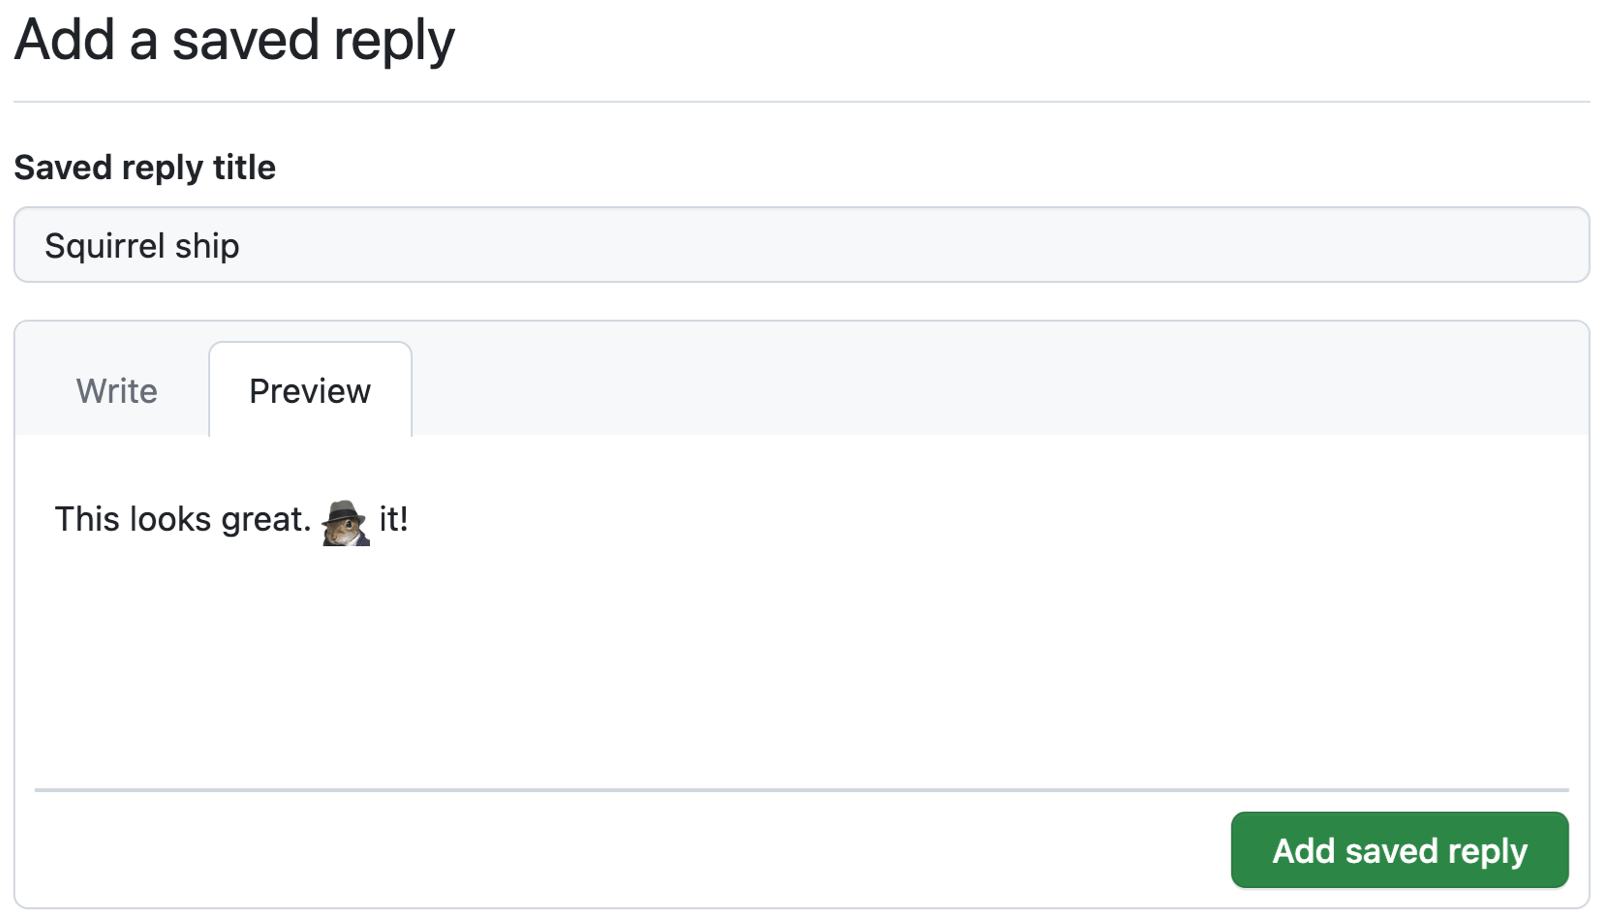 Add a saved reply
Saved reply title
Squirrel ship
Write
Preview
This looks great. it!
Add saved reply